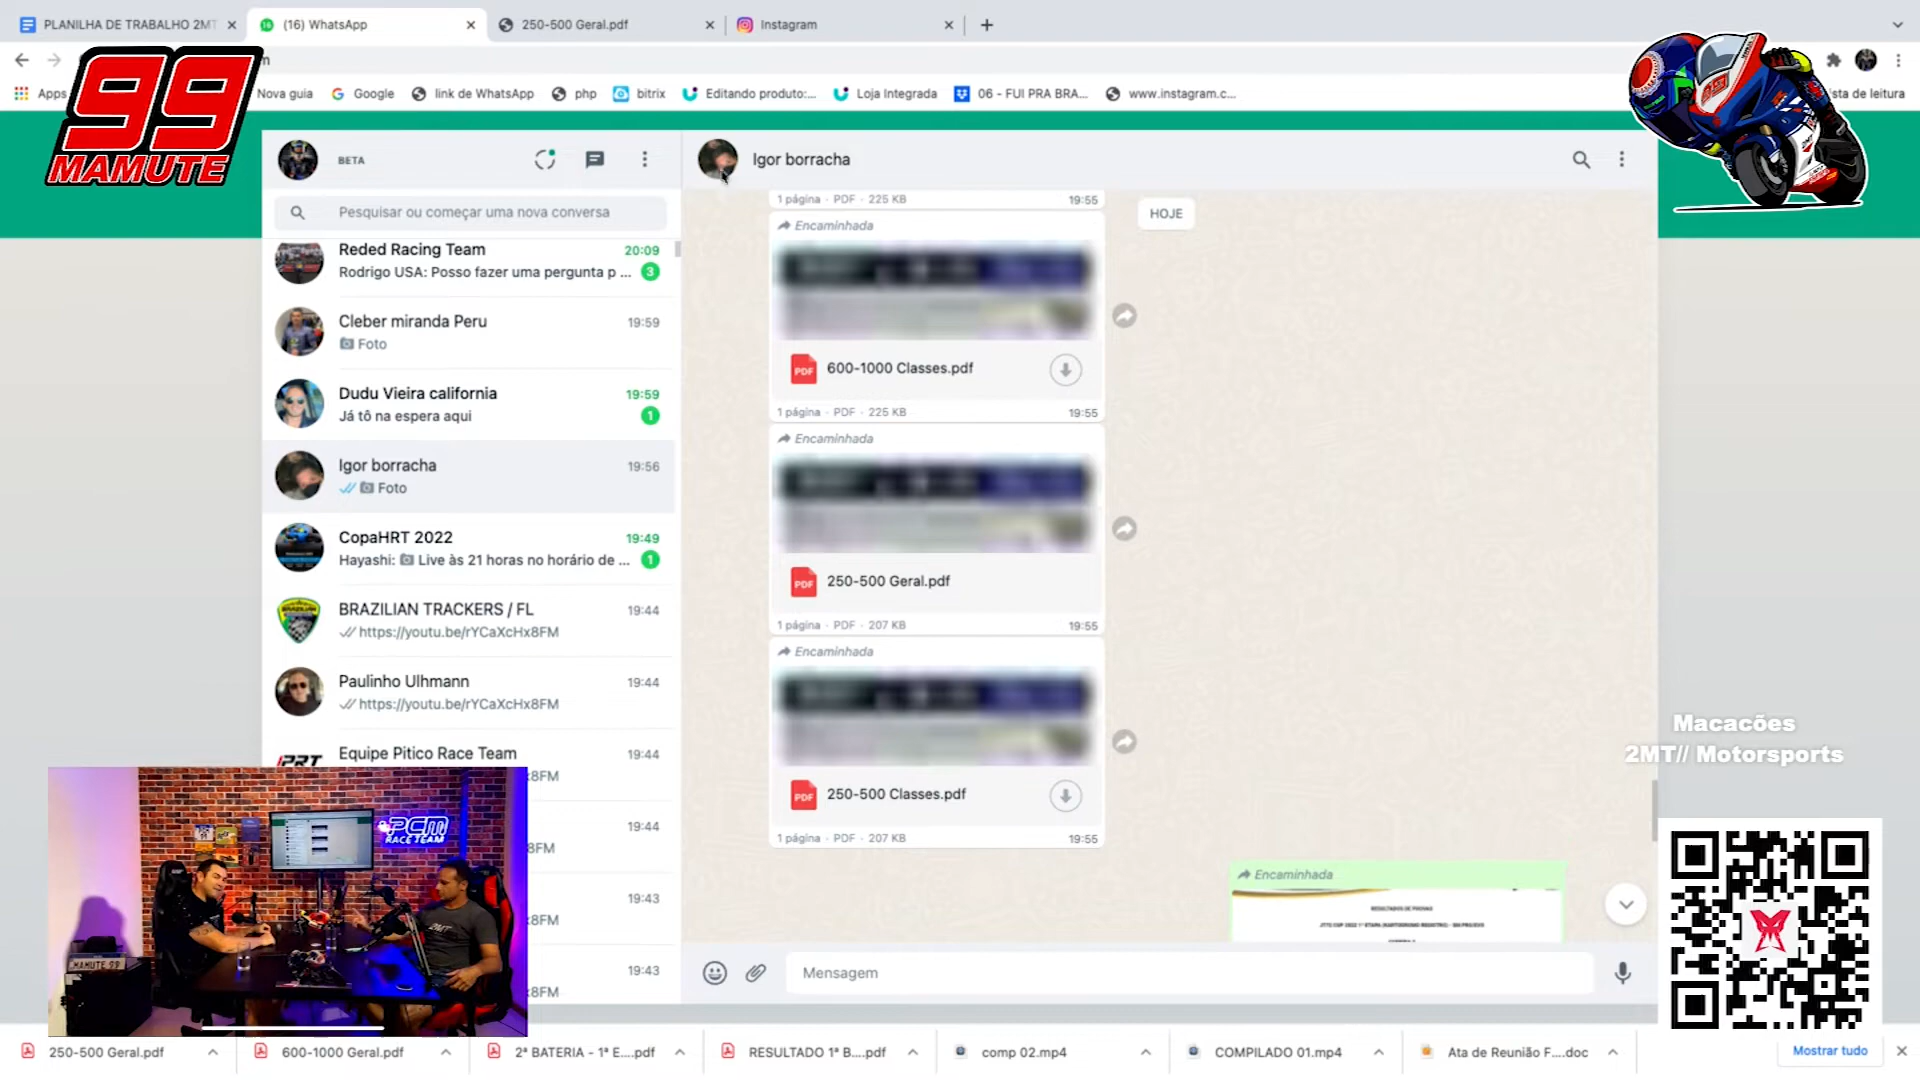 PLANILHA DE TRABALHO 2MT
(16) WhatsApp
250-500 Geral.pdf
Instagram
Apps
Nova guia
Google
link de WhatsApp
php
bitrix
Editando produto:...
Loja Integrada
06 - FUI PRA BRA...
www.instagram.c...
ista de leitura
99
MAMUTE
BETA
Igor borracha
Pesquisar ou começar uma nova conversa
Reded Racing Team
20:09
Rodrigo USA: Posso fazer uma pergunta p ...
3
Cleber miranda Peru
19:59
Foto
Dudu Vieira california
19:59
Já tô na espera aqui
1
Igor borracha
19:56
Foto
CopaHRT 2022
19:49
Hayashi: Live às 21 horas no horário de ...
1
BRAZILIAN TRACKERS / FL
19:44
https://youtu.be/rYCaXcHx8FM
Paulinho Ulhmann
19:44
https://youtu.be/rYCaXcHx8FM
Equipe Pitico Race Team
19:44
8FM
19:44
8FM
19:43
8FM
19:43
8FM
1 página · PDF · 225 KB
19:55
HOJE
Encaminhada
PDF
600-1000 Classes.pdf
1 página · PDF · 225 KB
19:55
Encaminhada
PDF
250-500 Geral.pdf
1 página · PDF · 207 KB
19:55
Encaminhada
PDF
250-500 Classes.pdf
1 página · PDF · 207 KB
19:55
Encaminhada
RESULTADOS DE PROVAS
Mensagem
Macacões
2MT// Motorsports
PCM
RACE TEAM
MAMUTE 99
2MT
250-500 Geral.pdf
600-1000 Geral.pdf
2ª BATERIA - 1ª E....pdf
RESULTADO 1ª B....pdf
comp 02.mp4
COMPILADO 01.mp4
Ata de Reunião F....doc
Mostrar tudo